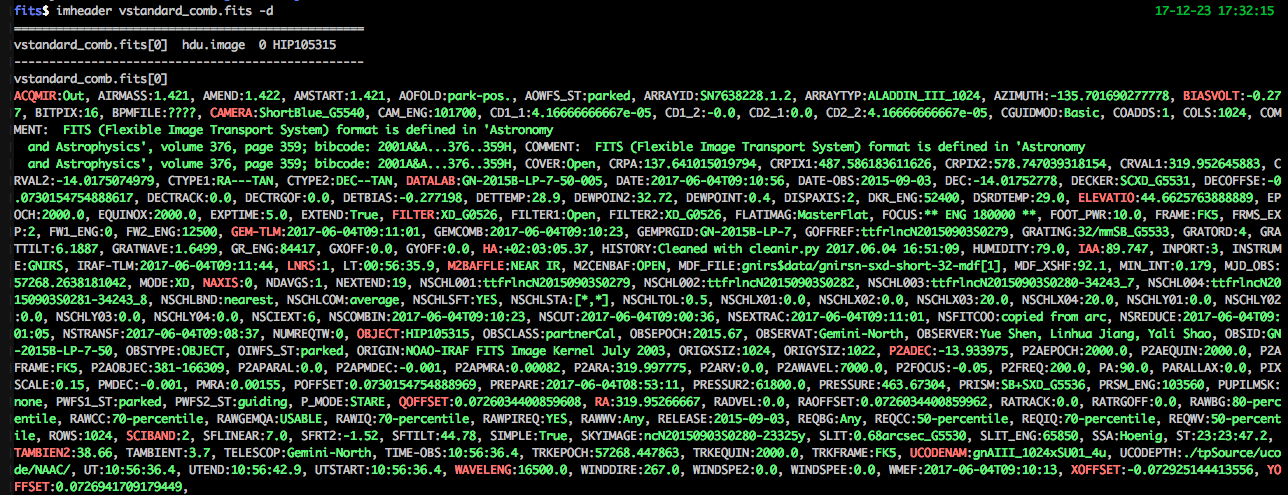 fits$ imheader vstandard_comb.fits -d 17-12-23 17:32:15
==================================================
vstandard_comb.fits[0]  hdu.image  0 HIP105315
--------------------------------------------------
vstandard_comb.fits[0]
ACQMIR:Out, AIRMASS:1.421, AMEND:1.422, AMSTART:1.421, AOFOLD:park-pos., AOWFS_ST:parked, ARRAYID:SN7638228.1.2, ARRAYTYP:ALADDIN_III_1024, AZIMUTH:-135.701690277778, BIASVOLT:-0.27
7, BITPIX:16, BPMFILE:????, CAMERA:ShortBlue_G5540, CAM_ENG:101700, CD1_1:4.16666666667e-05, CD1_2:-0.0, CD2_1:0.0, CD2_2:4.16666666667e-05, CGUIDMOD:Basic, COADDS:1, COLS:1024, COM
MENT:  FITS (Flexible Image Transport System) format is defined in 'Astronomy
  and Astrophysics', volume 376, page 359; bibcode: 2001A&A...376..359H, COMMENT:  FITS (Flexible Image Transport System) format is defined in 'Astronomy
  and Astrophysics', volume 376, page 359; bibcode: 2001A&A...376..359H, COVER:Open, CRPA:137.641015019794, CRPIX1:487.586183611626, CRPIX2:578.747039318154, CRVAL1:319.952645883, C
RVAL2:-14.0175074979, CTYPE1:RA---TAN, CTYPE2:DEC--TAN, DATALAB:GN-2015B-LP-7-50-005, DATE:2017-06-04T09:10:56, DATE-OBS:2015-09-03, DEC:-14.01752778, DECKER:SCXD_G5531, DECOFFSE:-0
.0730154754888617, DECTRACK:0.0, DECTRGOF:0.0, DETBIAS:-0.277198, DETTEMP:28.9, DEWPOIN2:32.72, DEWPOINT:0.4, DISPAXIS:2, DKR_ENG:52400, DSRDTEMP:29.0, ELEVATIO:44.6625763888889, EP
OCH:2000.0, EQUINOX:2000.0, EXPTIME:5.0, EXTEND:True, FILTER:XD_G0526, FILTER1:Open, FILTER2:XD_G0526, FLATIMAG:MasterFlat, FOCUS:** ENG 180000 **, FOOT_PWR:10.0, FRAME:FK5, FRMS_EX
P:2, FW1_ENG:0, FW2_ENG:12500, GEM-TLM:2017-06-04T09:11:01, GEMCOMB:2017-06-04T09:10:23, GEMPRGID:GN-2015B-LP-7, GOFFREF:ttfrlncN20150903S0279, GRATING:32/mmSB_G5533, GRATORD:4, GRA
TTILT:6.1887, GRATWAVE:1.6499, GR_ENG:84417, GXOFF:0.0, GYOFF:0.0, HA:+02:03:05.37, HISTORY:Cleaned with cleanir.py 2017.06.04 16:51:09, HUMIDITY:79.0, IAA:89.747, INPORT:3, INSTRUM
E:GNIRS, IRAF-TLM:2017-06-04T09:11:44, LNRS:1, LT:00:56:35.9, M2BAFFLE:NEAR IR, M2CENBAF:OPEN, MDF_FILE:gnirs$data/gnirsn-sxd-short-32-mdf[1], MDF_XSHF:92.1, MIN_INT:0.179, MJD_OBS:
57268.2638181042, MODE:XD, NAXIS:0, NDAVGS:1, NEXTEND:19, NSCHL001:ttfrlncN20150903S0279, NSCHL002:ttfrlncN20150903S0282, NSCHL003:ttfrlncN20150903S0280-34243_7, NSCHL004:ttfrlncN20
150903S0281-34243_8, NSCHLBND:nearest, NSCHLCOM:average, NSCHLSFT:YES, NSCHLSTA:[*,*], NSCHLTOL:0.5, NSCHLX01:0.0, NSCHLX02:0.0, NSCHLX03:20.0, NSCHLX04:20.0, NSCHLY01:0.0, NSCHLY02
:0.0, NSCHLY03:0.0, NSCHLY04:0.0, NSCIEXT:6, NSCOMBIN:2017-06-04T09:10:23, NSCUT:2017-06-04T09:00:36, NSEXTRAC:2017-06-04T09:11:01, NSFITCOO:copied from arc, NSREDUCE:2017-06-04T09:
01:05, NSTRANSF:2017-06-04T09:08:37, NUMREQTW:0, OBJECT:HIP105315, OBSCLASS:partnerCal, OBSEPOCH:2015.67, OBSERVAT:Gemini-North, OBSERVER:Yue Shen, Linhua Jiang, Yali Shao, OBSID:GN
-2015B-LP-7-50, OBSTYPE:OBJECT, OIWFS_ST:parked, ORIGIN:NOAO-IRAF FITS Image Kernel July 2003, ORIGXSIZ:1024, ORIGYSIZ:1022, P2ADEC:-13.933975, P2AEPOCH:2000.0, P2AEQUIN:2000.0, P2A
FRAME:FK5, P2AOBJEC:381-166309, P2APARAL:0.0, P2APMDEC:-0.001, P2APMRA:0.00082, P2ARA:319.997775, P2ARV:0.0, P2AWAVEL:7000.0, P2FOCUS:-0.05, P2FREQ:200.0, PA:90.0, PARALLAX:0.0, PIX
SCALE:0.15, PMDEC:-0.001, PMRA:0.00155, POFFSET:0.0730154754888969, PREPARE:2017-06-04T08:53:11, PRESSUR2:61800.0, PRESSURE:463.67304, PRISM:SB+SXD_G5536, PRSM_ENG:103560, PUPILMSK:
none, PWFS1_ST:parked, PWFS2_ST:guiding, P_MODE:STARE, QOFFSET:0.0726034400859608, RA:319.95266667, RADVEL:0.0, RAOFFSET:0.0726034400859962, RATRACK:0.0, RATRGOFF:0.0, RAWBG:80-perc
entile, RAWCC:70-percentile, RAWGEMQA:USABLE, RAWIQ:70-percentile, RAWPIREQ:YES, RAWWV:Any, RELEASE:2015-09-03, REQBG:Any, REQCC:50-percentile, REQIQ:70-percentile, REQWV:50-percent
ile, ROWS:1024, SCIBAND:2, SFLINEAR:7.0, SFRT2:-1.52, SFTILT:44.78, SIMPLE:True, SKYIMAGE:ncN20150903S0280-23325y, SLIT:0.68arcsec_G5530, SLIT_ENG:65850, SSA:Hoenig, ST:23:23:47.2,
TAMBIEN2:38.66, TAMBIENT:3.7, TELESCOP:Gemini-North, TIME-OBS:10:56:36.4, TRKEPOCH:57268.447863, TRKEQUIN:2000.0, TRKFRAME:FK5, UCODENAM:gnAIII_1024xSU01_4u, UCODEPTH:./tpSource/uco
de/NAAC/, UT:10:56:36.4, UTEND:10:56:42.9, UTSTART:10:56:36.4, WAVELENG:16500.0, WINDDIRE:267.0, WINDSPE2:0.0, WINDSPEE:0.0, WMEF:2017-06-04T09:10:13, XOFFSET:-0.072925144413556, YO
FFSET:0.0726941709179449,